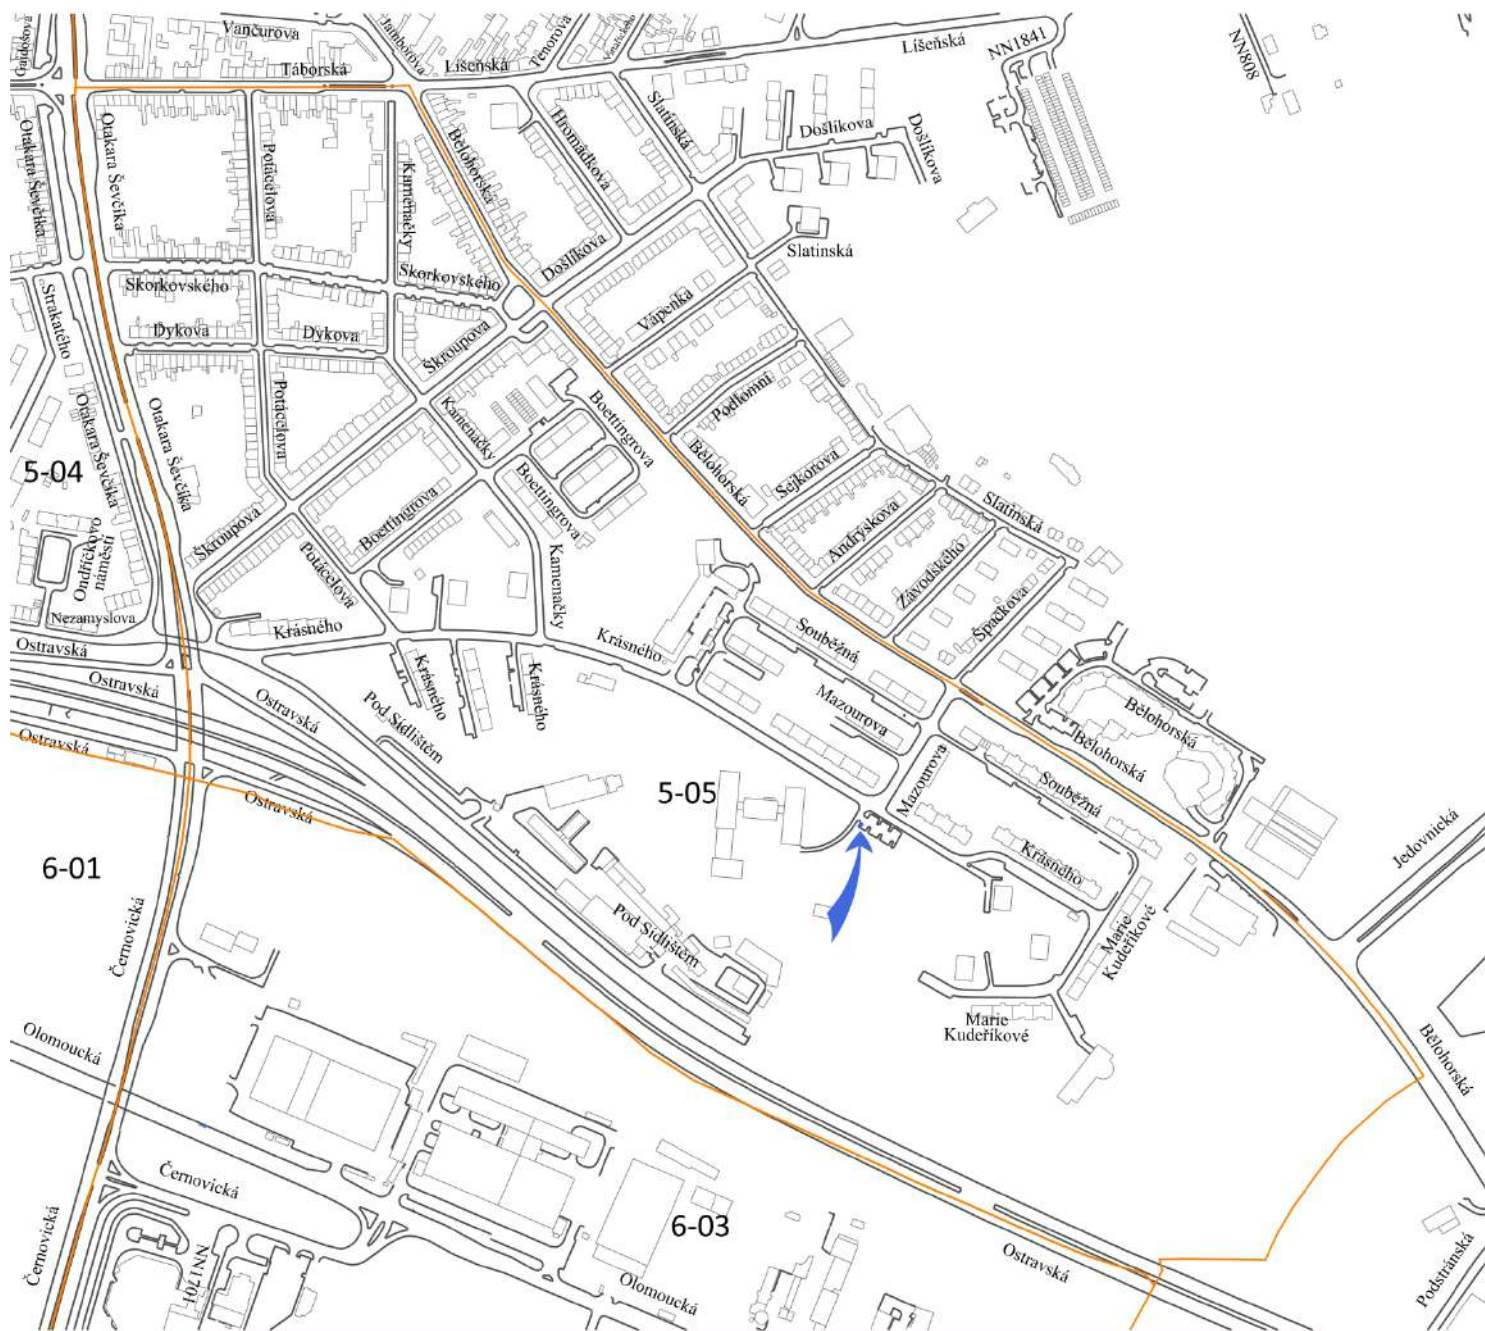 Gajdošova
Vančurova
Jamborova
Tenorova
Vinařického
Líšeňská
NN1841
NN808
Táborská
Líšeňská
Otakara Ševčíka
Otakara Ševčíka
Potácelova
Kamenačky
Bělohorská
Hromádkova
Slatinská
Došlíkova
Došlíkova
Došlíkova
Slatinská
Skorkovského
Skorkovského
Strakatého
Dykova
Dykova
Škroupova
Vápenka
Potácelova
Otakara Ševčíka
Otakara Ševčíka
Kamenačky
Boettingrova
Podlomní
Bělohorská
Sejkorova
5-04
Škroupova
Boettingrova
Boettingrova
Slatinská
Andrýskova
Závodského
Špačkova
Ondříčkovo
náměstí
Nezamyslova
Potácelova
Kamenačky
Krásného
Krásného
Souběžná
Ostravská
Ostravská
Ostravská
Ostravská
Pod Sídlištěm
Krásného
Krásného
Mazourova
Mazourova
Bělohorská
Bělohorská
Souběžná
Ostravská
5-05
Krásného
Jedovnická
6-01
Černovická
Pod Sídlištěm
Marie
Kudeříkové
Marie
Kudeříkové
Olomoucká
Bělohorská
Černovická
Černovická
NN1701
6-03
Olomoucká
Ostravská
Podstránská